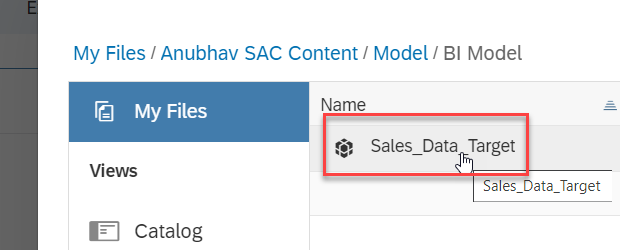 E
My Files / Anubhav SAC Content / Model / BI Model
My Files
Name
Sales_Data_Target
Views
Sales_Data_Target
Catalog